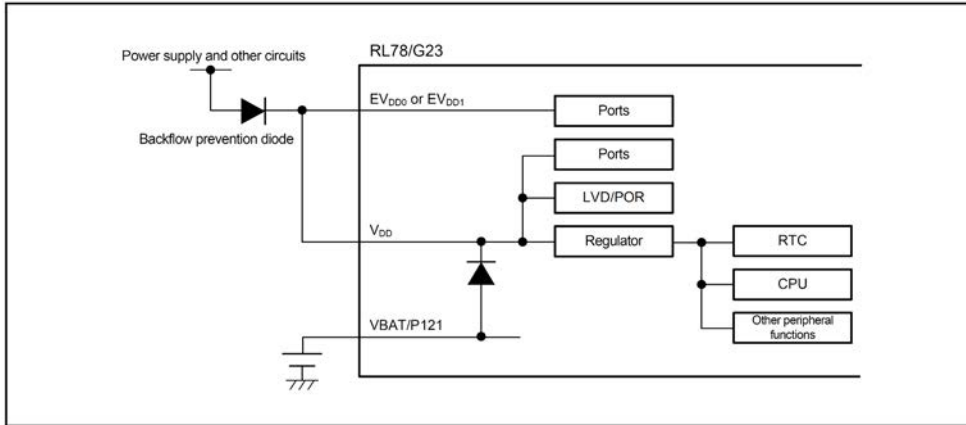 RL78/G23
Power supply and other circuits
EVDD0 or EVDD1
Ports
Backflow prevention diode
Ports
LVD/POR
VDD
Regulator
RTC
CPU
VBAT/P121
Other peripheral
functions